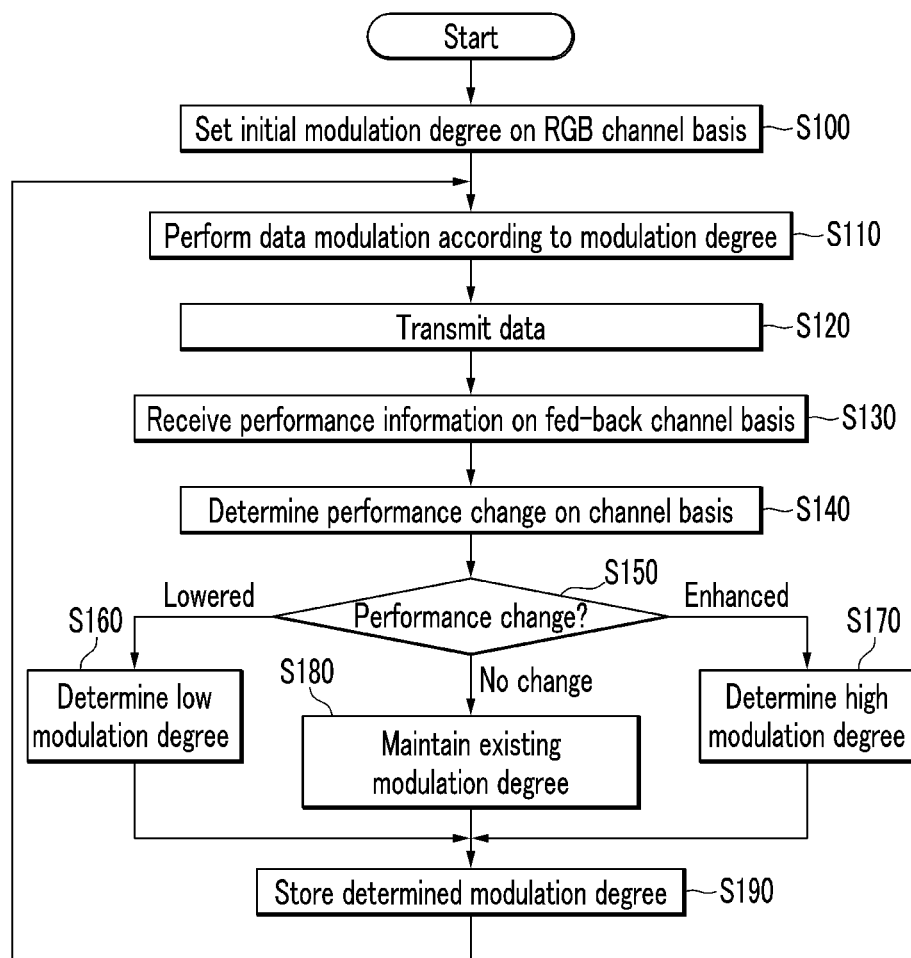 Start
Set initial modulation degree on RGB channel basis
S100
Perform data modulation according to modulation degree
S110
Transmit data
S120
Receive performance information on fed-back channel basis
S130
Determine performance change on channel basis
S140
S150
Performance change?
Lowered
Enhanced
No change
S160
Determine low
modulation degree
S180
Maintain existing
modulation degree
S170
Determine high
modulation degree
Store determined modulation degree
S190